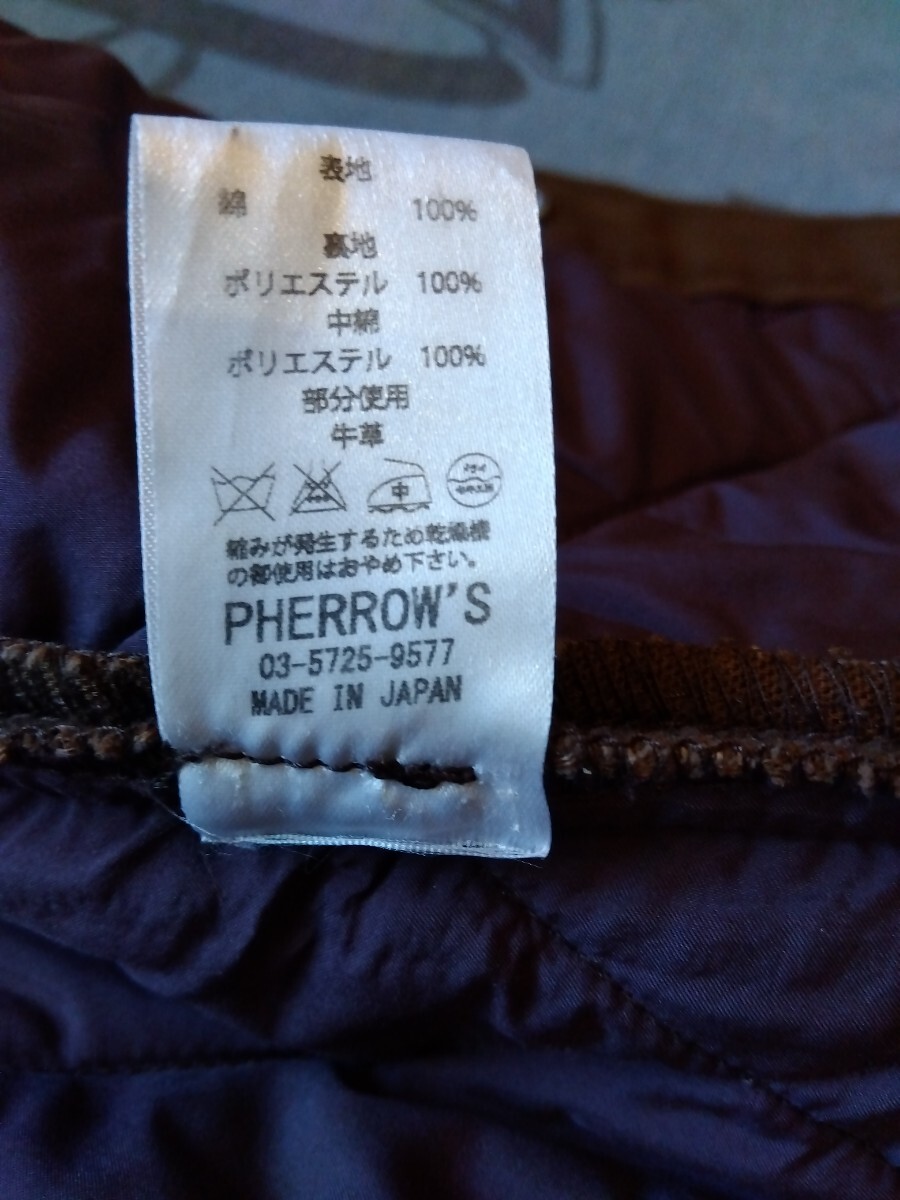 表地
綿 100%
裏地
ポリエステル 100%
中綿
ポリエステル 100%
部分使用
牛革
中
ドライ
縮みが発生するため乾燥機
の御使用はおやめ下さい。
PHERROW'S
03-5725-9577
MADE IN JAPAN